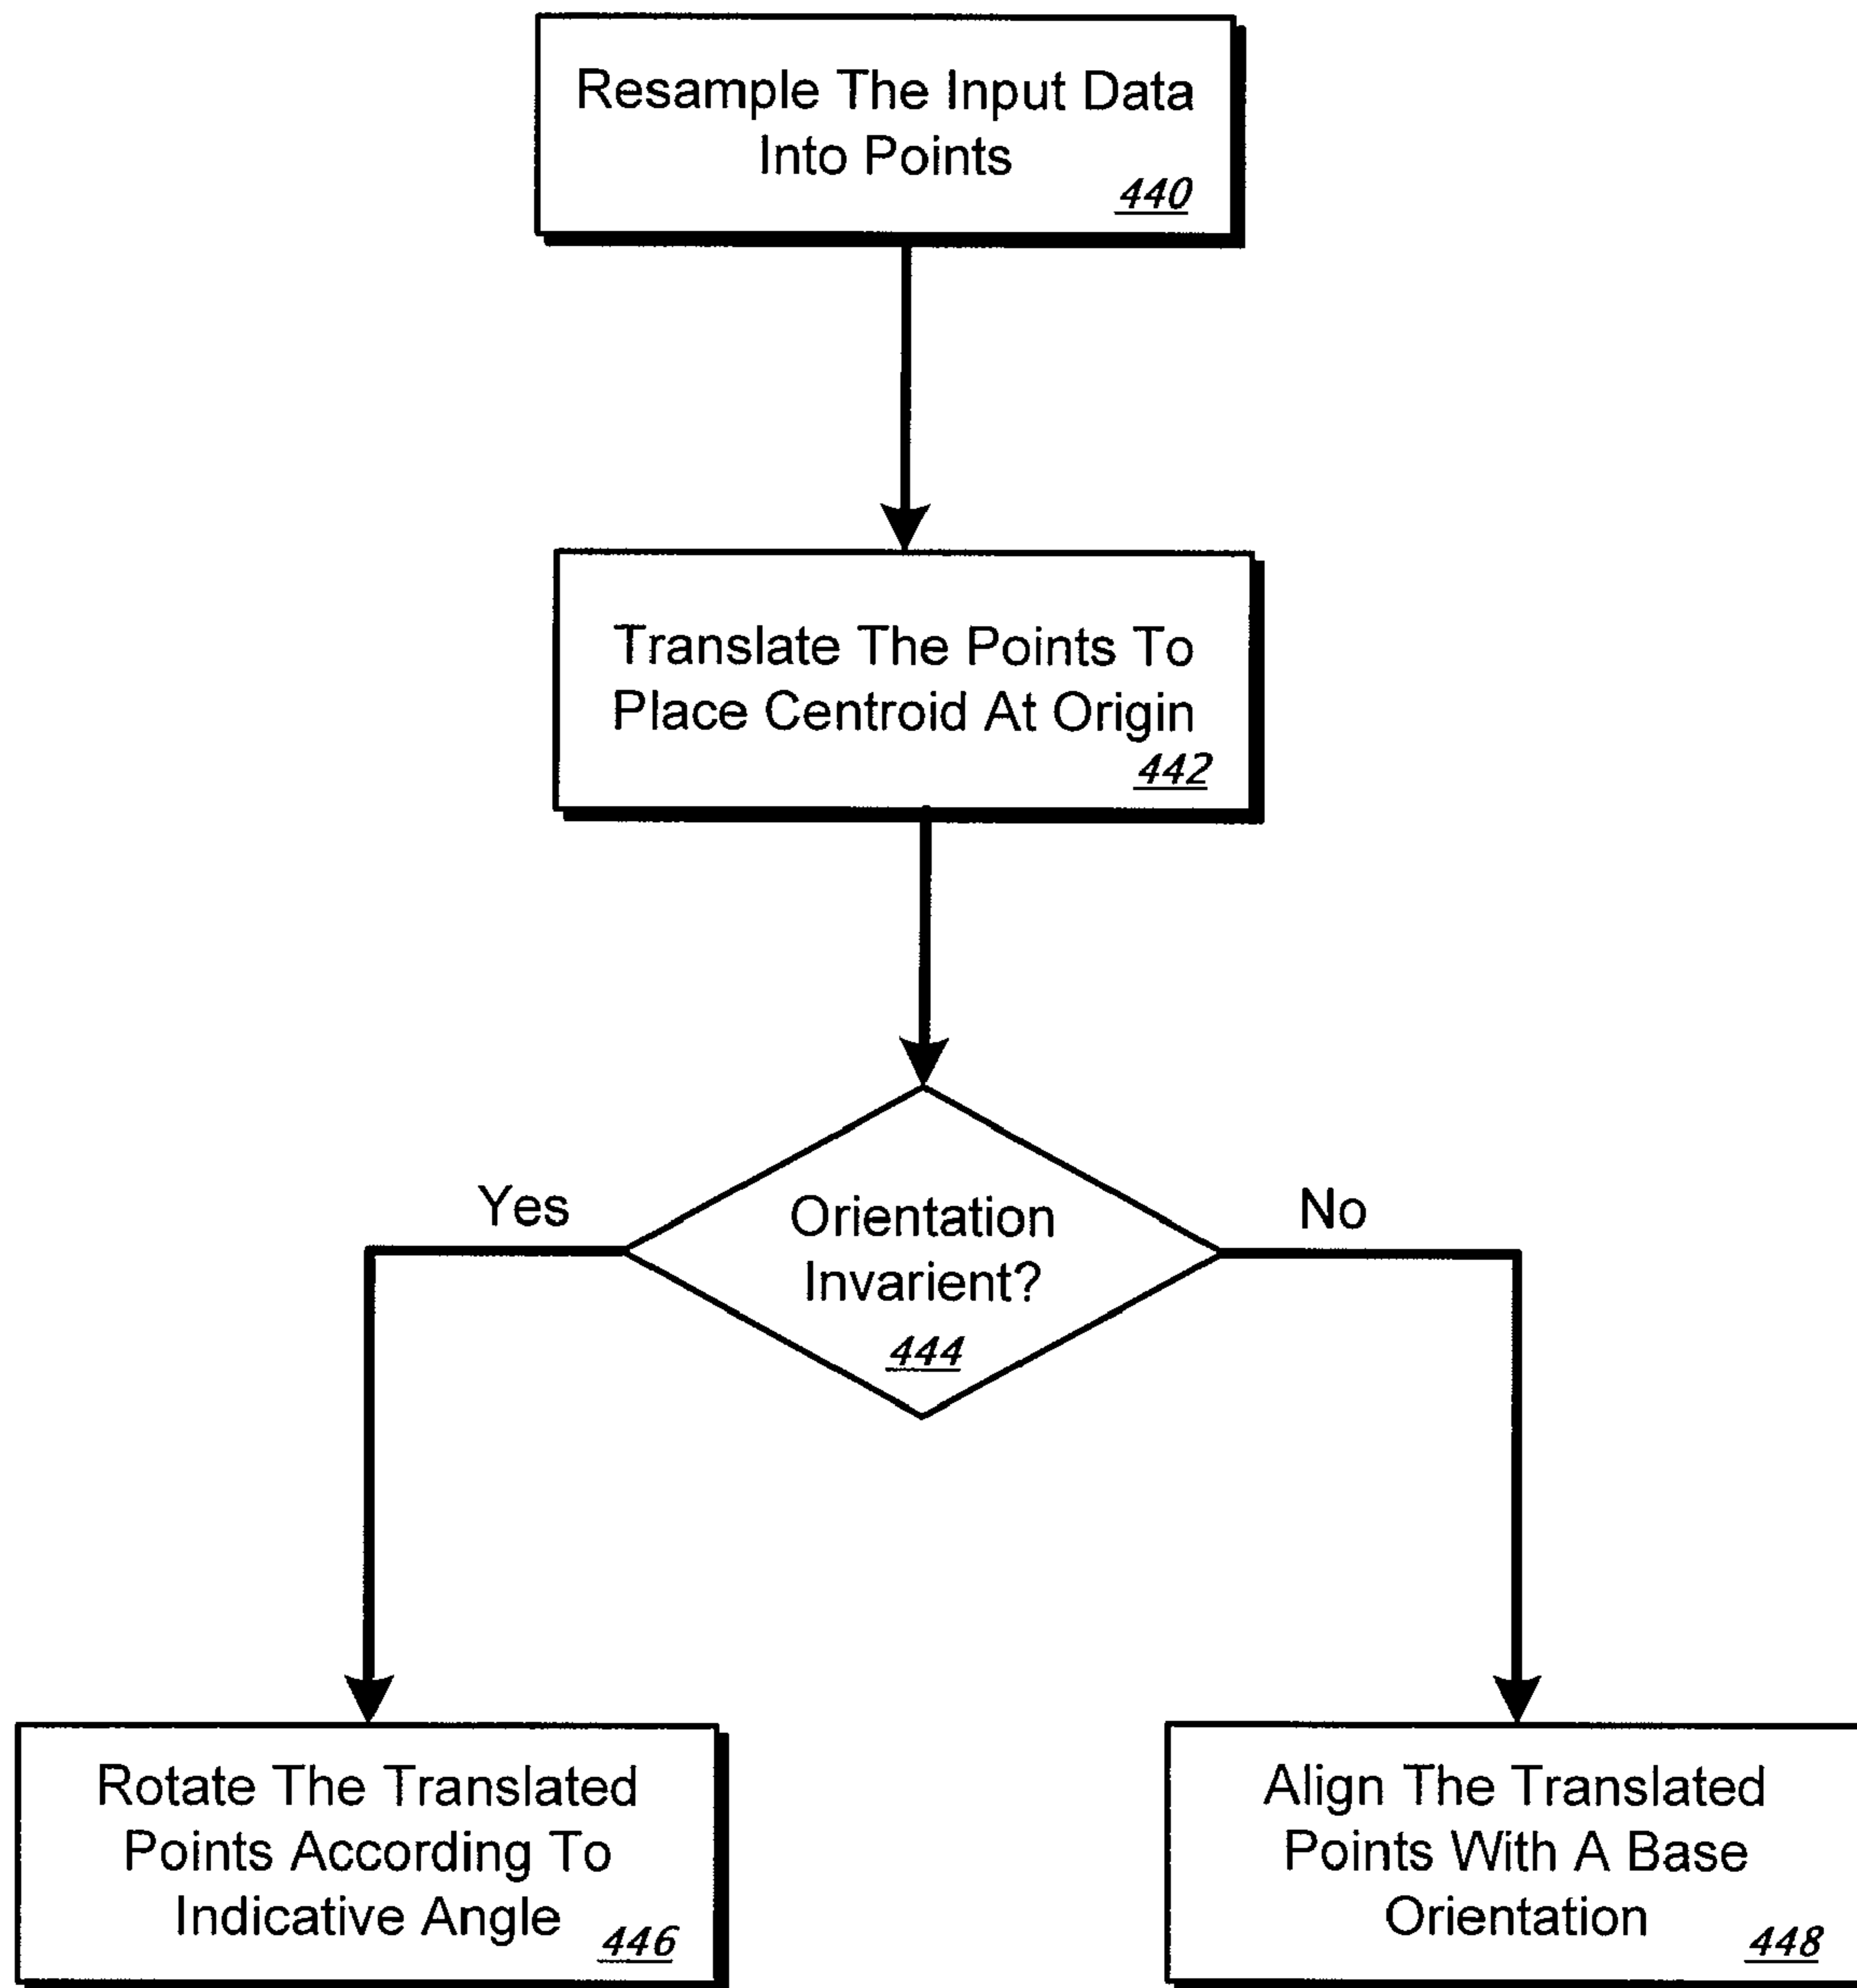 Resample The Input Data
Into Points
440
Translate The Points To
Place Centroid At Origin
442
Yes
No
Orientation
Invarient?
444
Rotate The Translated
Points According To
Indicative Angle
446
Align The Translated
Points With A Base
Orientation
448